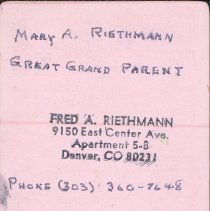 MARY A. RIETHMANN
GREAT GRAND PARENT
FRED A. RIETHMANN
9150 East Center Ave.
Apartment 5-B
Denver, CO 80231
PHONE (303) 360-7648